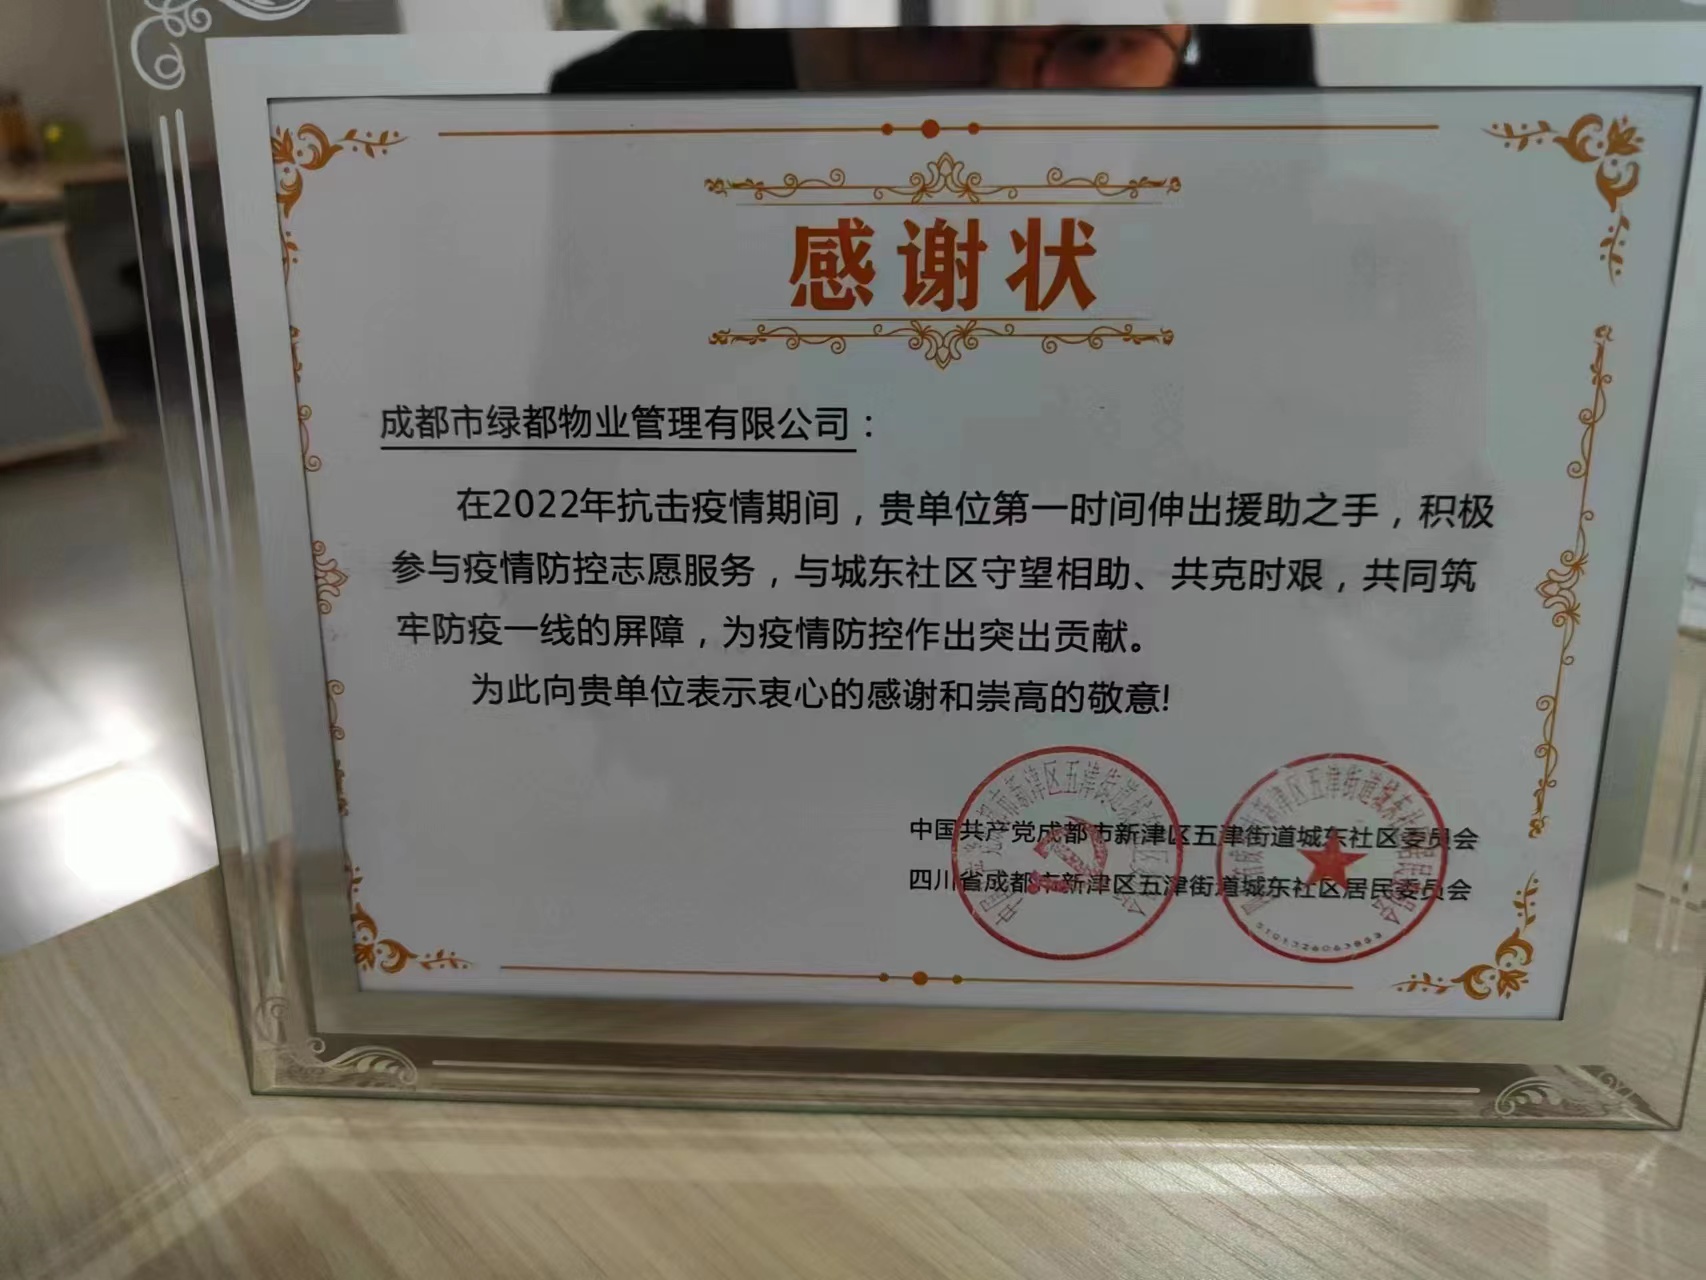 感谢状
成都市绿都物业管理有限公司：
在2022年抗击疫情期间，贵单位第一时间伸出援助之手，积极
参与疫情防控志愿服务，与城东社区守望相助、共克时艰，共同筑
牢防疫一线的屏障，为疫情防控作出突出贡献。
为此向贵单位表示衷心的感谢和崇高的敬意!
中国共产党成都市新津区五津街道城东社区委员会
四川省成都市新津区五津街道城东社区居民委员会